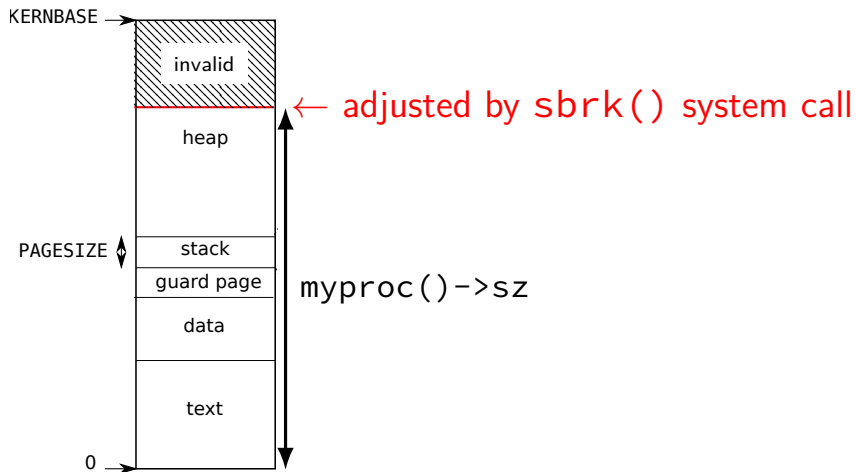 KERNBASE
invalid
← adjusted by sbrk() system call
heap
PAGESIZE
stack
guard page
myproc()->sz
data
text
0